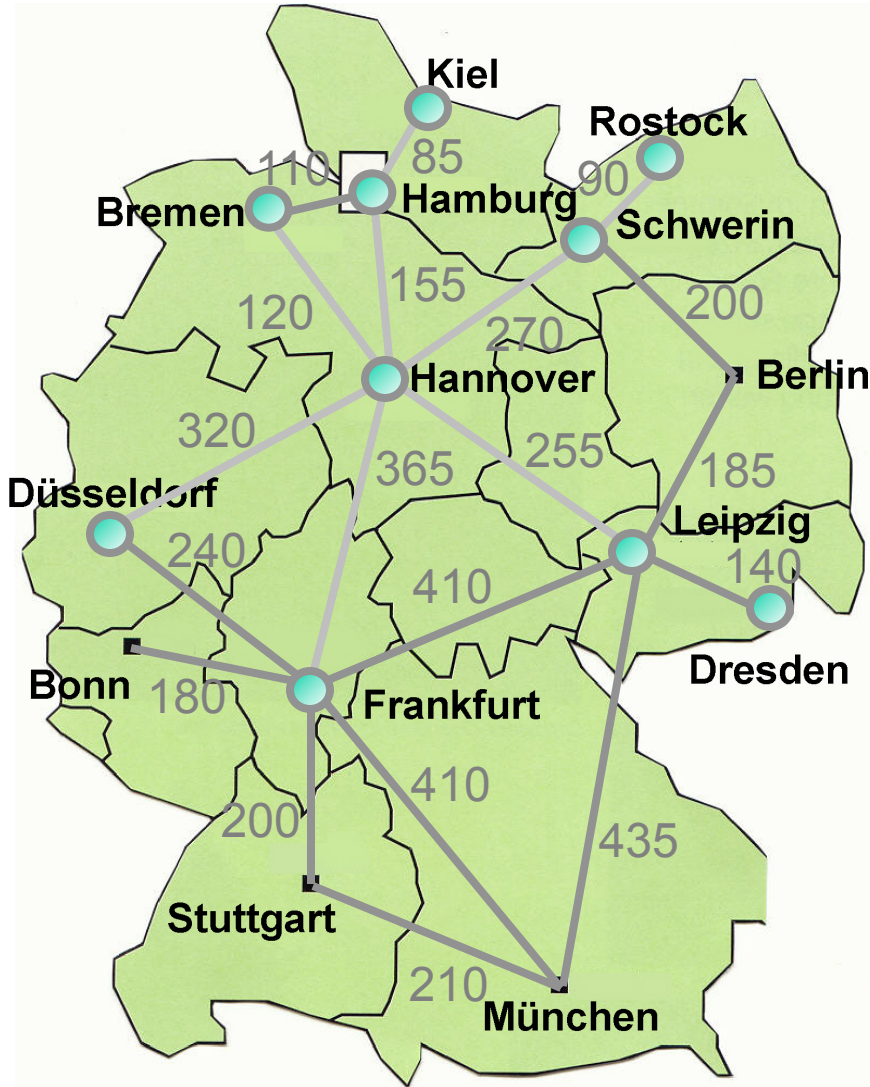 Kiel
Rostock
110
85
90
Bremen
Hamburg
Schwerin
155
200
120
270
Hannover
Berlin
320
365
255
185
Düsseldorf
Leipzig
240
140
410
Dresden
Bonn
180
Frankfurt
410
200
435
Stuttgart
210
München